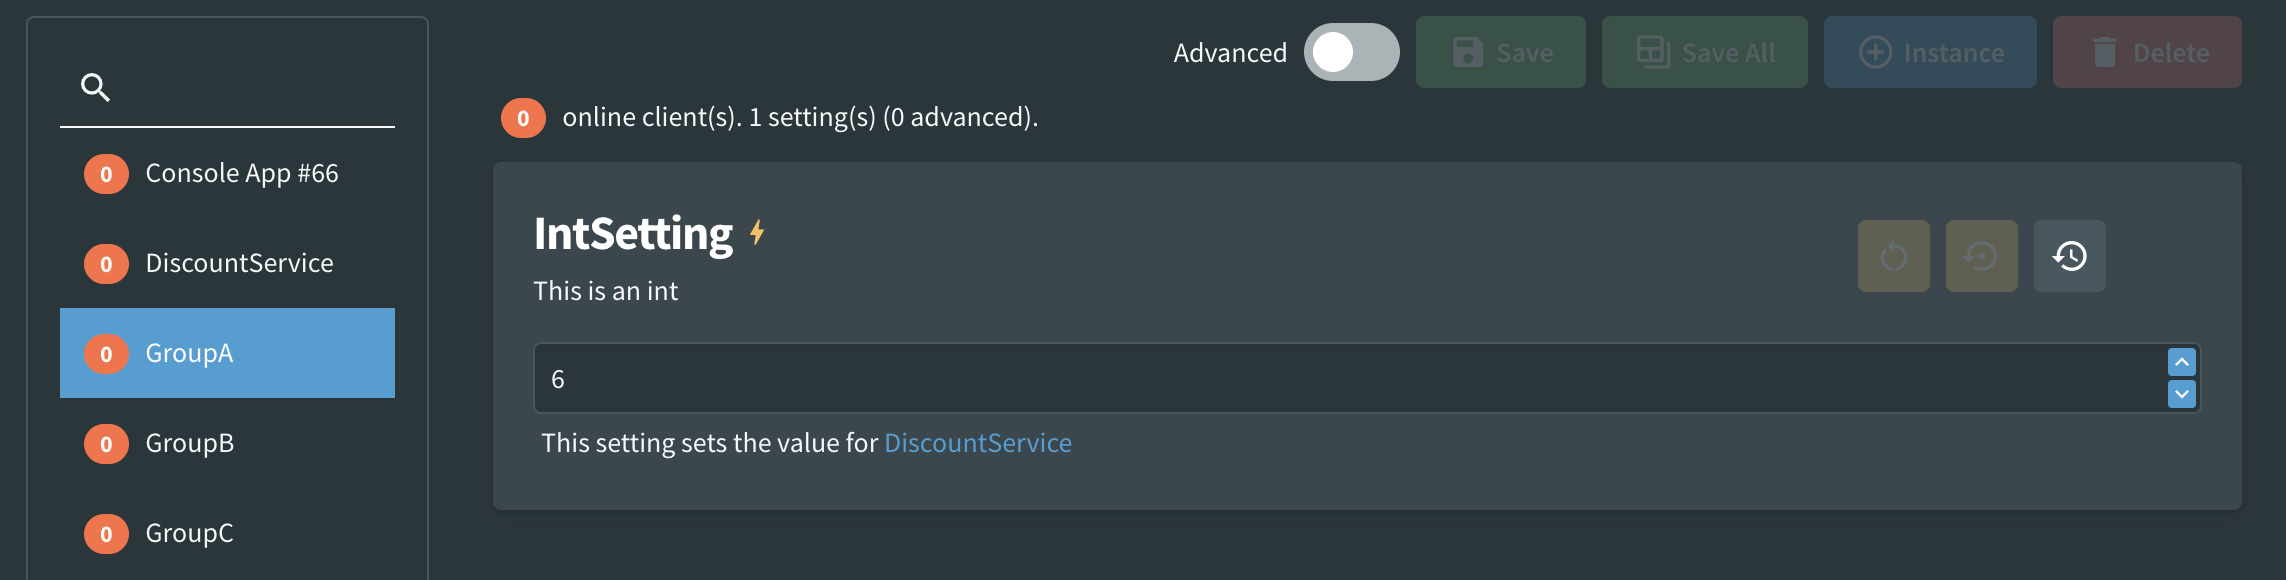 Advanced
Save
Save All
Instance
Delete
0 online client(s). 1 setting(s) (0 advanced).
0 Console App #66
0 DiscountService
0 GroupA
0 GroupB
0 GroupC
IntSetting
This is an int
6
This setting sets the value for DiscountService